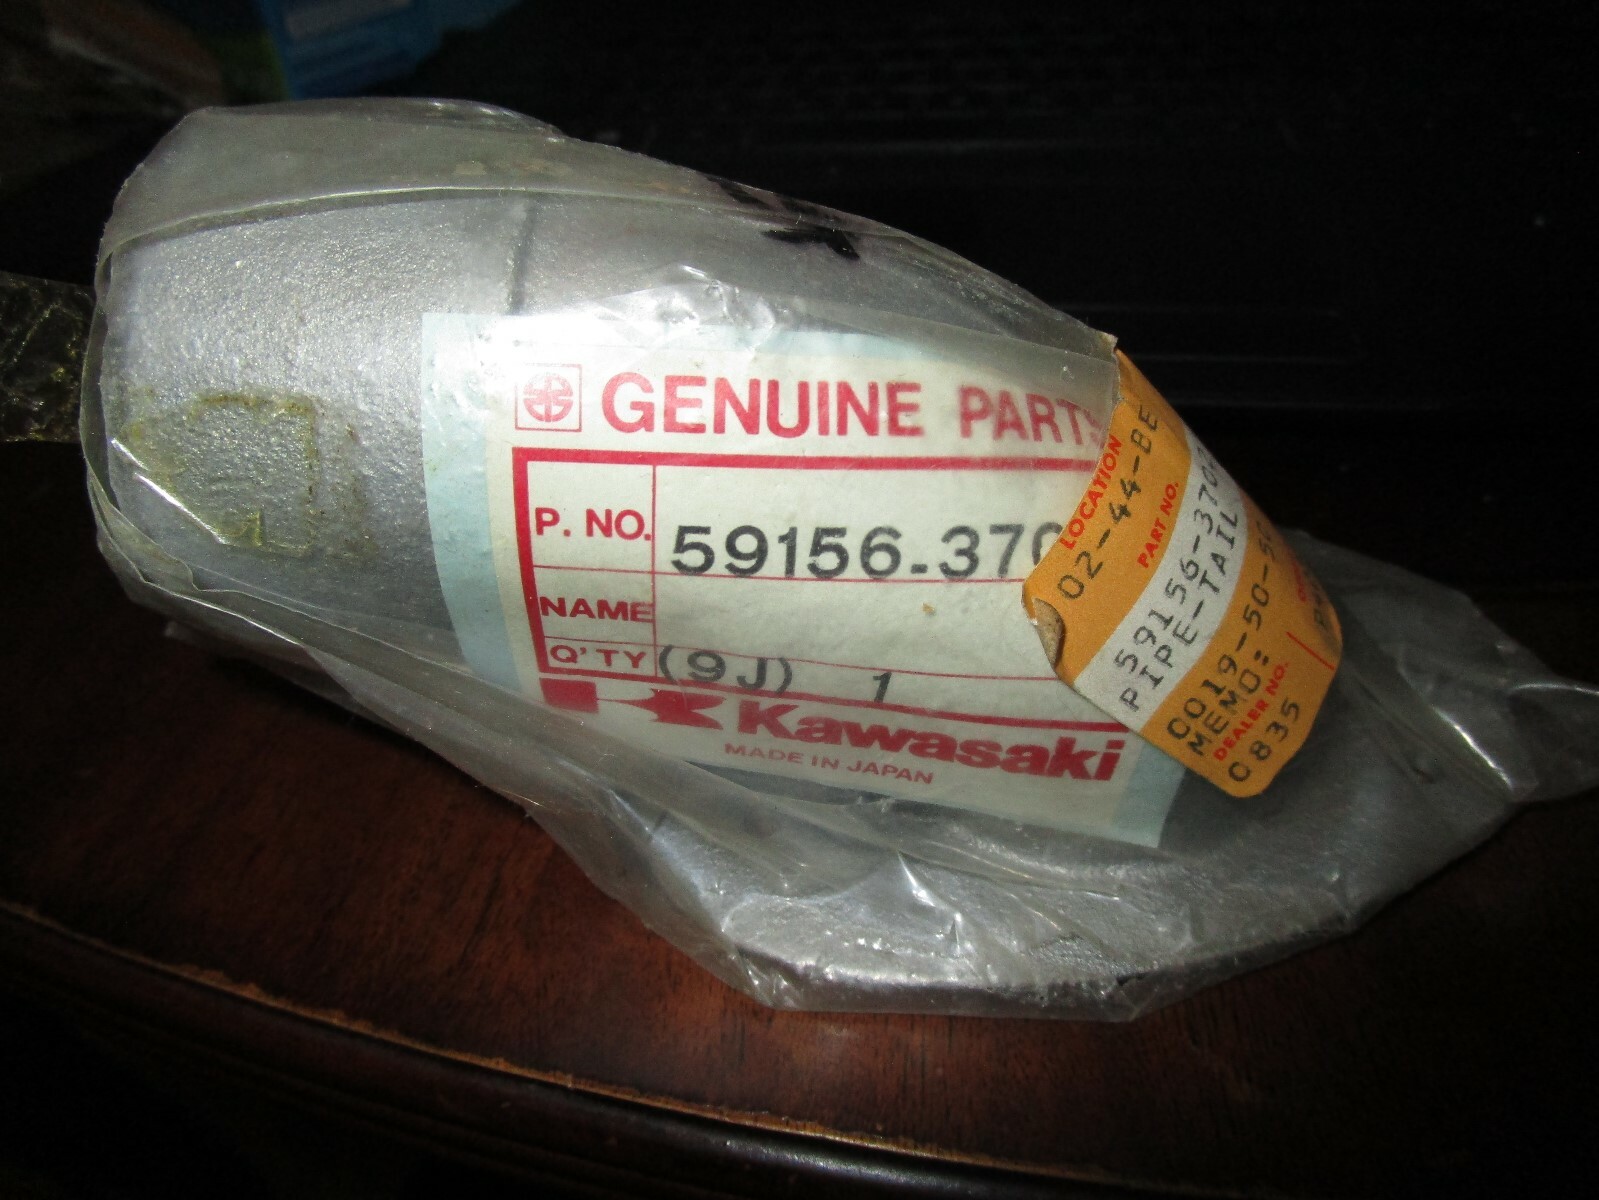 GENUINE PARTS
P. NO. 59156-370
NAME
Q'TY (9J) 1
Kawasaki
MADE IN JAPAN
LOCATION
02-44-BE
PART NO.
59156-370
PIPE-TAIL
0019-50-
MEMO:
DEALER NO.
0835